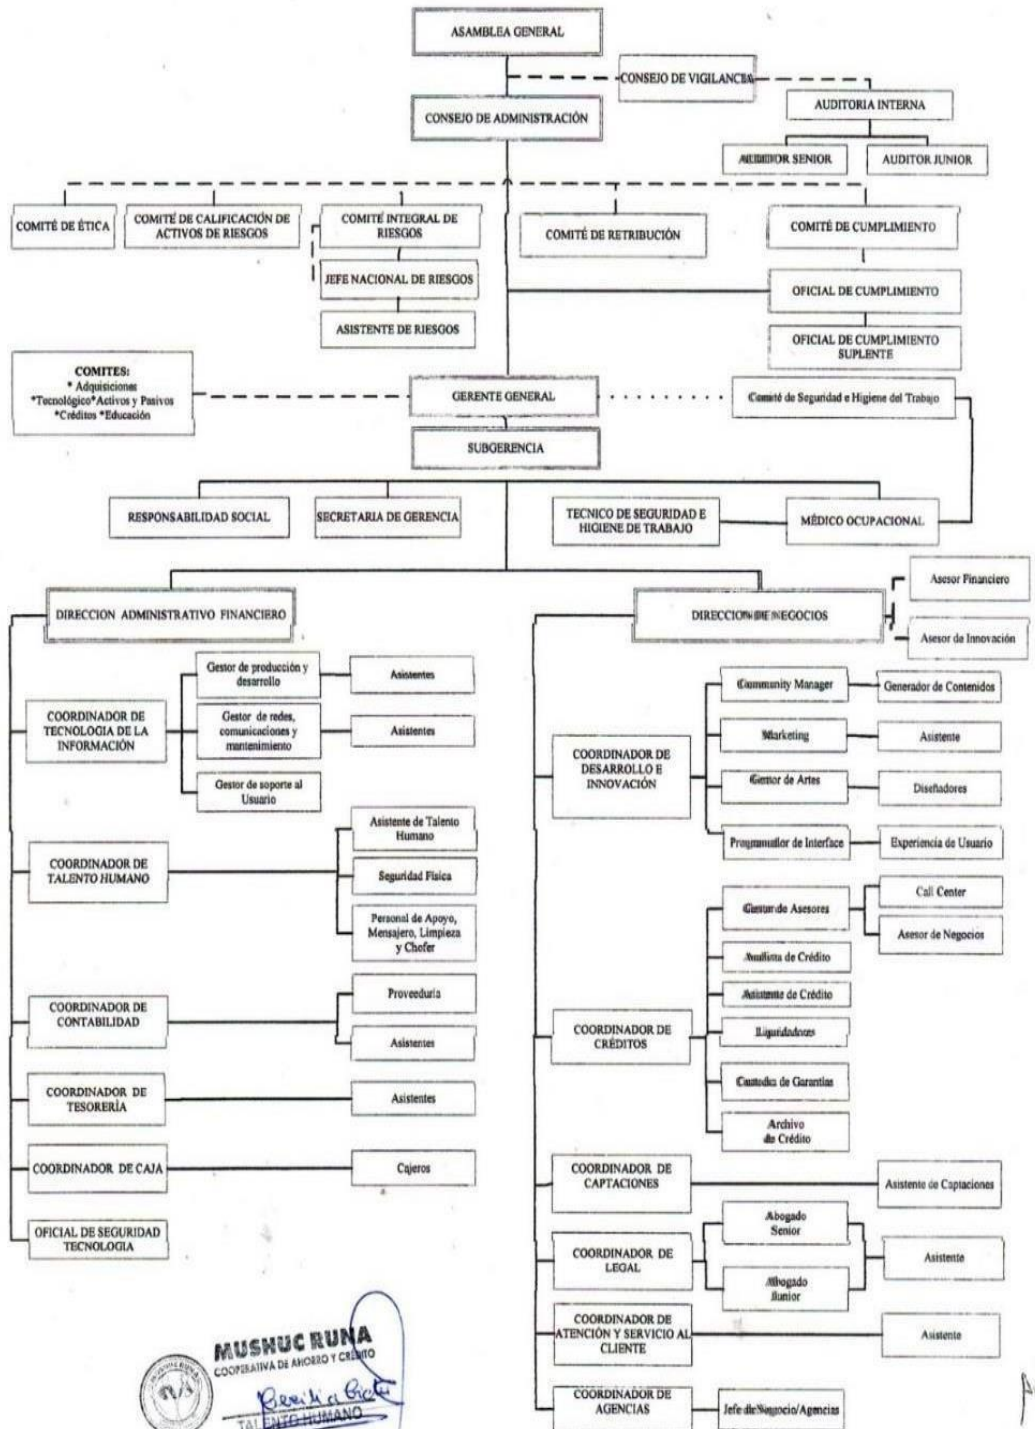 ASAMBLEA GENERAL
CONSEJO DE VIGILANCIA
AUDITORIA INTERNA
CONSEJO DE ADMINISTRACIÓN
AUDITOR SENIOR
AUDITOR JUNIOR
COMITÉ DE ÉTICA
COMITÉ DE CALIFICACIÓN DE
ACTIVOS DE RIESGOS
COMITÉ INTEGRAL DE
RIESGOS
COMITÉ DE RETRIBUCIÓN
COMITÉ DE CUMPLIMIENTO
JEFE NACIONAL DE RIESGOS
OFICIAL DE CUMPLIMIENTO
ASISTENTE DE RIESGOS
OFICIAL DE CUMPLIMIENTO
SUPLENTE
COMITES:
* Adquisiciones
*Tecnológico*Activos y Pasivos
*Créditos *Educación
GERENTE GENERAL
Comité de Seguridad e Higiene del Trabajo
SUBGERENCIA
RESPONSABILIDAD SOCIAL
SECRETARIA DE GERENCIA
TECNICO DE SEGURIDAD E
HIGIENE DE TRABAJO
MÉDICO OCUPACIONAL
DIRECCION ADMINISTRATIVO FINANCIERO
COORDINADOR DE
TECNOLOGIA DE LA
INFORMACIÓN
Gestor de producción y
desarrollo
Asistentes
Gestor de redes,
comunicaciones y
mantenimiento
Asistentes
Gestor de soporte al
Usuario
COORDINADOR DE
TALENTO HUMANO
Asistente de Talento
Humano
Seguridad Física
Personal de Apoyo,
Mensajero, Limpieza
y Chofer
COORDINADOR DE
CONTABILIDAD
Proveeduría
Asistentes
COORDINADOR DE
TESORERÍA
Asistentes
COORDINADOR DE CAJA
Cajeros
OFICIAL DE SEGURIDAD
TECNOLOGIA
DIRECCION DE NEGOCIOS
Asesor Financiero
Asesor de Innovación
COORDINADOR DE
DESARROLLO E
INNOVACIÓN
Community Manager
Generador de Contenidos
Marketing
Asistente
Gestor de Artes
Diseñadores
Programador de Interface
Experiencia de Usuario
COORDINADOR DE
CRÉDITOS
Gestor de Asesores
Call Center
Asesor de Negocios
Analista de Crédito
Asistente de Crédito
Liquidadores
Custodia de Garantías
Archivo
de Crédito
COORDINADOR DE
CAPTACIONES
Asistente de Captaciones
COORDINADOR DE
LEGAL
Abogado
Senior
Abogado
Junior
Asistente
COORDINADOR DE
ATENCIÓN Y SERVICIO AL
CLIENTE
Asistente
COORDINADOR DE
AGENCIAS
Jefe de Negocio/Agencias
MUSHUC RUNA
COOPERATIVA DE AHORRO Y CREDITO
TALENTO HUMANO